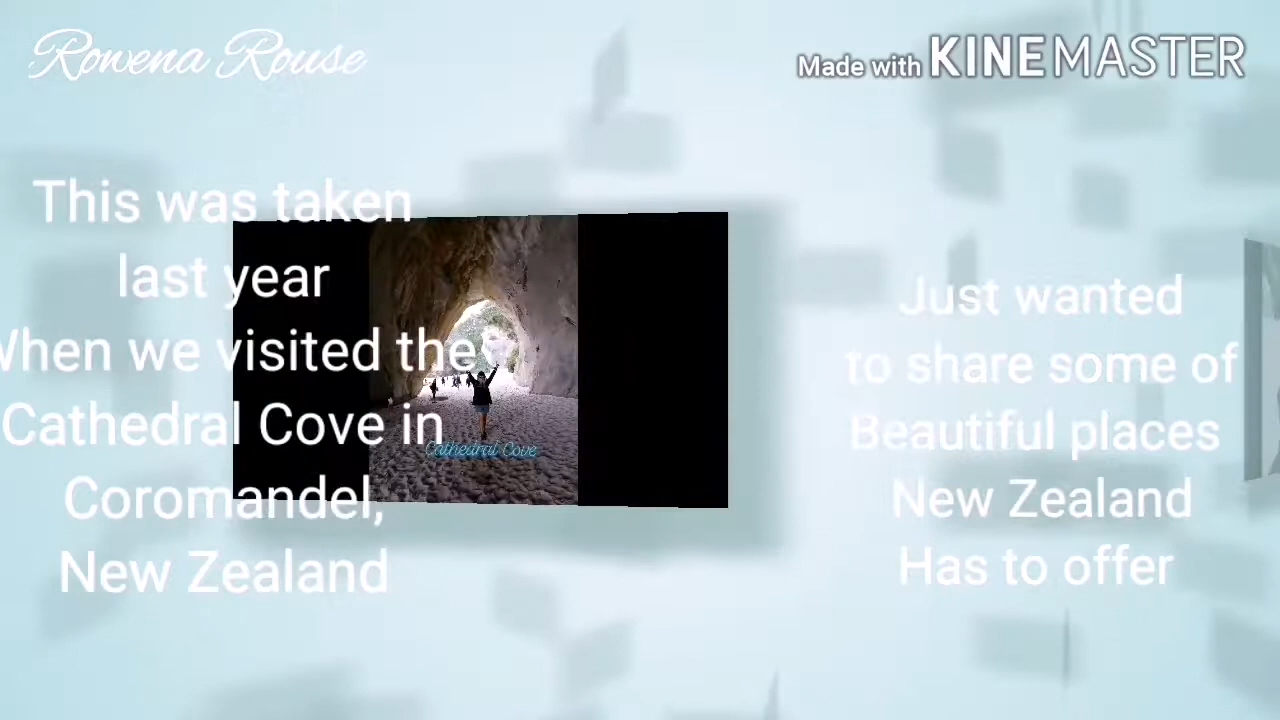 Rowena Rouse
Made with KINEMASTER
This was taken
last year
When we visited the
Cathedral Cove in
Coromandel,
New Zealand
Cathedral Cove
Just wanted
to share some of
Beautiful places
New Zealand
Has to offer